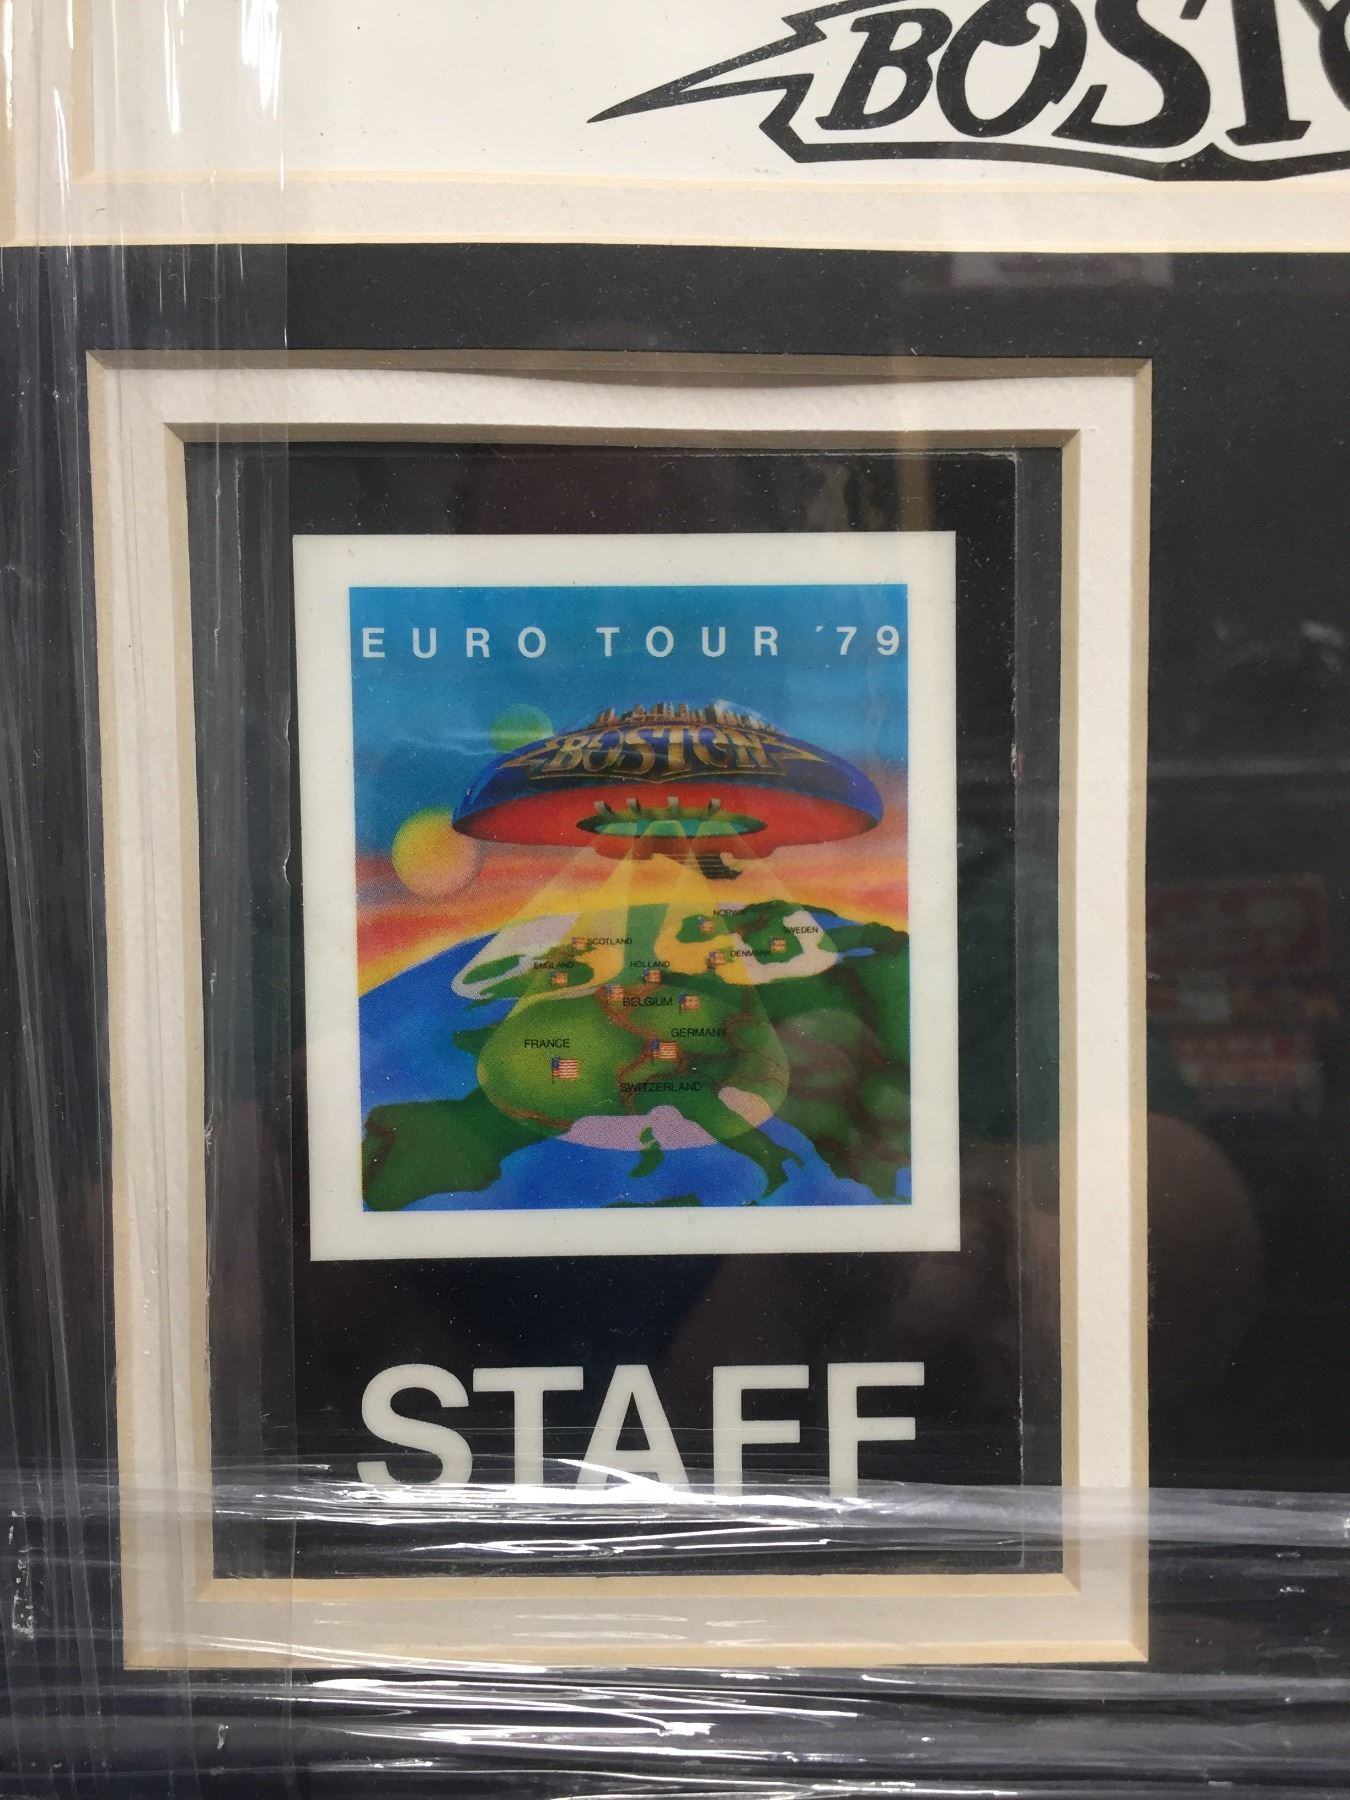 BOSTO
EURO TOUR ´79
BOSTON
NORWAY
SWEDEN
SCOTLAND
DENMARK
ENGLAND
HOLLAND
BELGIUM
GERMANY
FRANCE
SWITZERLAND
STAFF